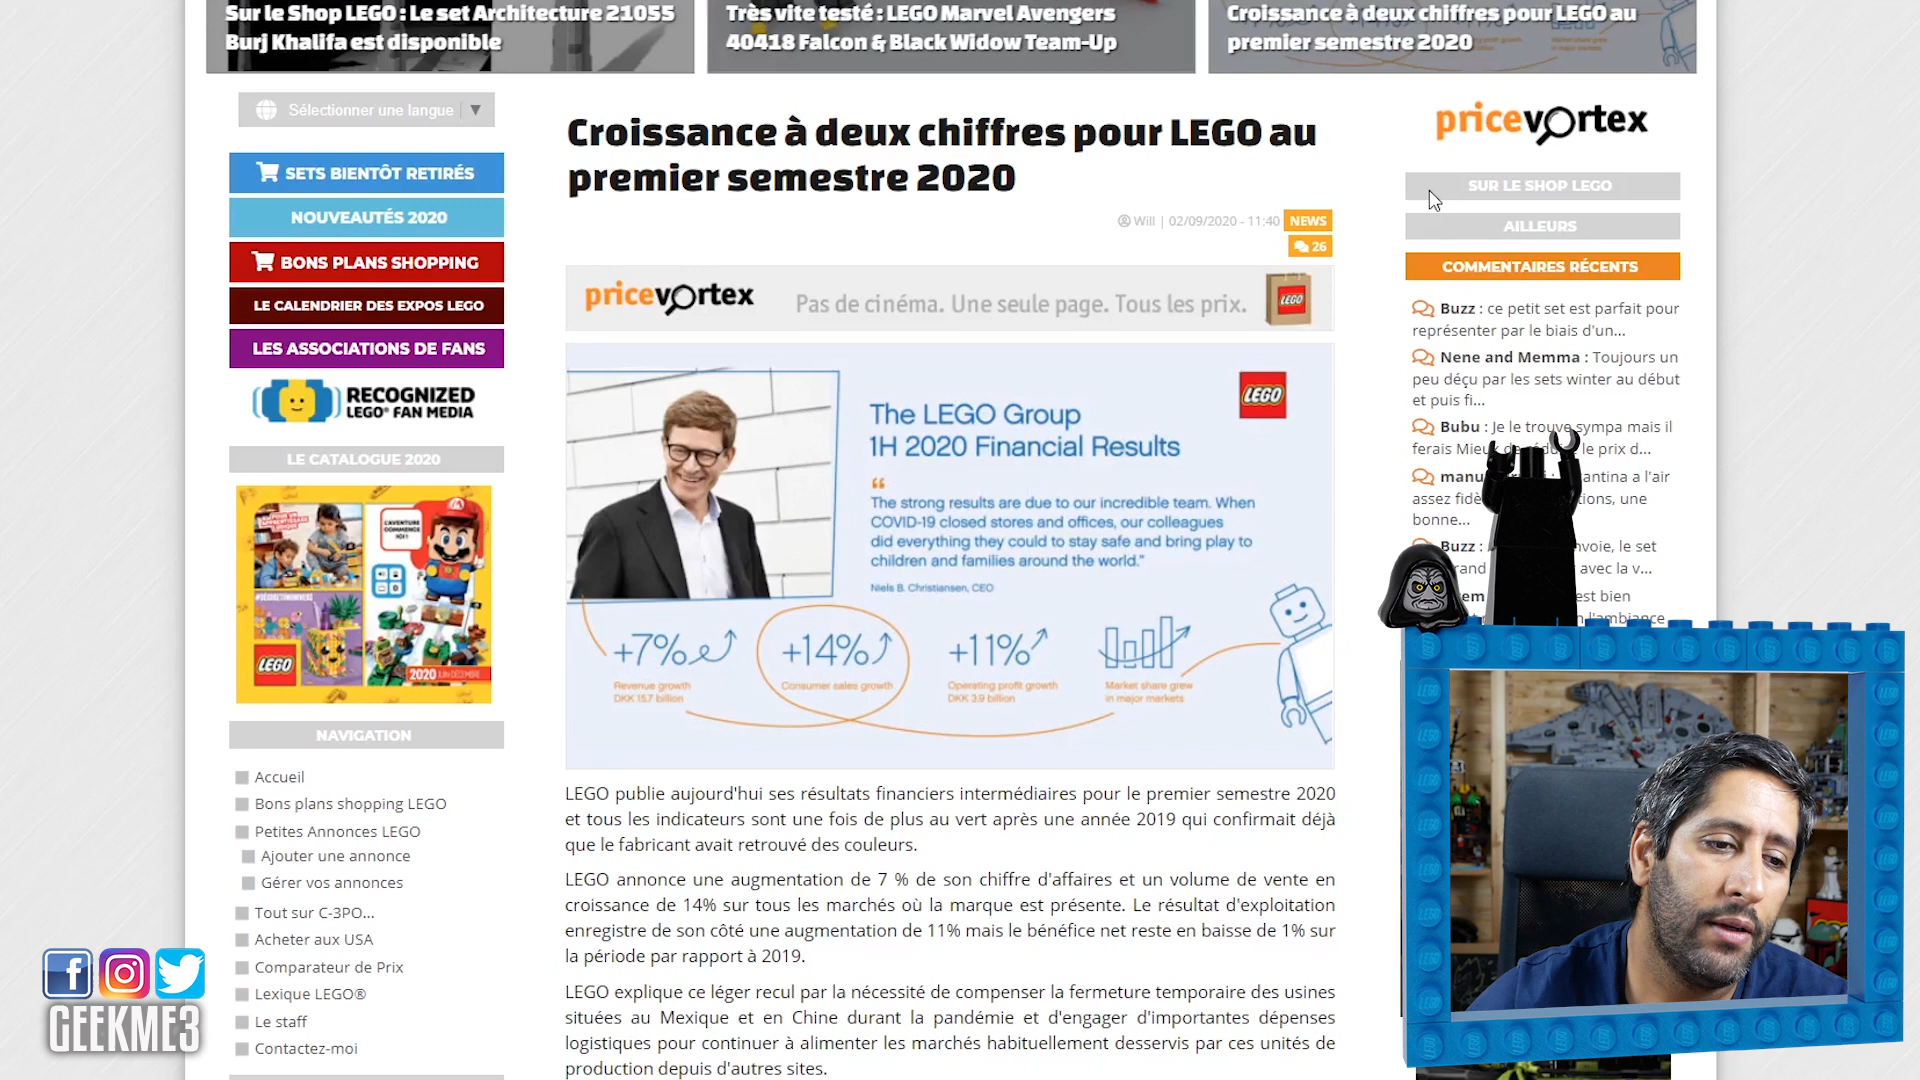 Sur le Shop LEGO : Le set Architecture 21055
Burj Khalifa est disponible
Très vite testé : LEGO Marvel Avengers
40418 Falcon & Black Widow Team-Up
Croissance à deux chiffres pour LEGO au
premier semestre 2020
Sélectionner une langue ▼
SETS BIENTÔT RETIRÉS
NOUVEAUTÉS 2020
BONS PLANS SHOPPING
LE CALENDRIER DES EXPOS LEGO
LES ASSOCIATIONS DE FANS
RECOGNIZED
LEGO® FAN MEDIA
LE CATALOGUE 2020
L'AVENTURE
COMMENCE
ICI !
LEGO
2020 JUIN-DÉCEMBRE
NAVIGATION
Accueil
Bons plans shopping LEGO
Petites Annonces LEGO
Ajouter une annonce
Gérer vos annonces
Tout sur C-3PO...
Acheter aux USA
Comparateur de Prix
Lexique LEGO®
Le staff
Contactez-moi
GEEKME3
Croissance à deux chiffres pour LEGO au
premier semestre 2020
Will | 02/09/2020 - 11:40 NEWS
26
pricevortex Pas de cinéma. Une seule page. Tous les prix. LEGO
LEGO
The LEGO Group
1H 2020 Financial Results
“
The strong results are due to our incredible team. When
COVID-19 closed stores and offices, our colleagues
did everything they could to stay safe and bring play to
children and families around the world.”
Niels B. Christiansen, CEO
+7% +14% +11%
Revenue growth
DKK 15.7 billion
Consumer sales growth
Operating profit growth
DKK 3.9 billion
Market share grew
in major markets
LEGO publie aujourd'hui ses résultats financiers intermédiaires pour le premier semestre 2020
et tous les indicateurs sont une fois de plus au vert après une année 2019 qui confirmait déjà
que le fabricant avait retrouvé des couleurs.
LEGO annonce une augmentation de 7 % de son chiffre d'affaires et un volume de vente en
croissance de 14% sur tous les marchés où la marque est présente. Le résultat d'exploitation
enregistre de son côté une augmentation de 11% mais le bénéfice net reste en baisse de 1% sur
la période par rapport à 2019.
LEGO explique ce léger recul par la nécessité de compenser la fermeture temporaire des usines
situées au Mexique et en Chine durant la pandémie et d'engager d'importantes dépenses
logistiques pour continuer à alimenter les marchés habituellement desservis par ces unités de
production depuis d'autres sites.
pricevortex
SUR LE SHOP LEGO
AILLEURS
COMMENTAIRES RÉCENTS
Buzz : ce petit set est parfait pour
représenter par le biais d'un...
Nene and Memma : Toujours un
peu déçu par les sets winter au début
et puis fi...
Bubu : Je le trouve sympa mais il
ferais Mieux le prix d...
manu antina a l'air
assez fidè tions, une
bonne...
Buzz : nvoie, le set
rand avec la v...
em est bien
l'ambiance